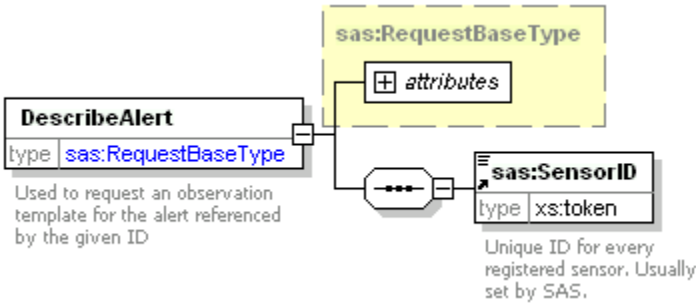 sas:RequestBaseType
attributes
DescribeAlert
type sas:RequestBaseType
Used to request an observation
template for the alert referenced
by the given ID
sas:SensorID
type xs:token
Unique ID for every
registered sensor. Usually
set by SAS.